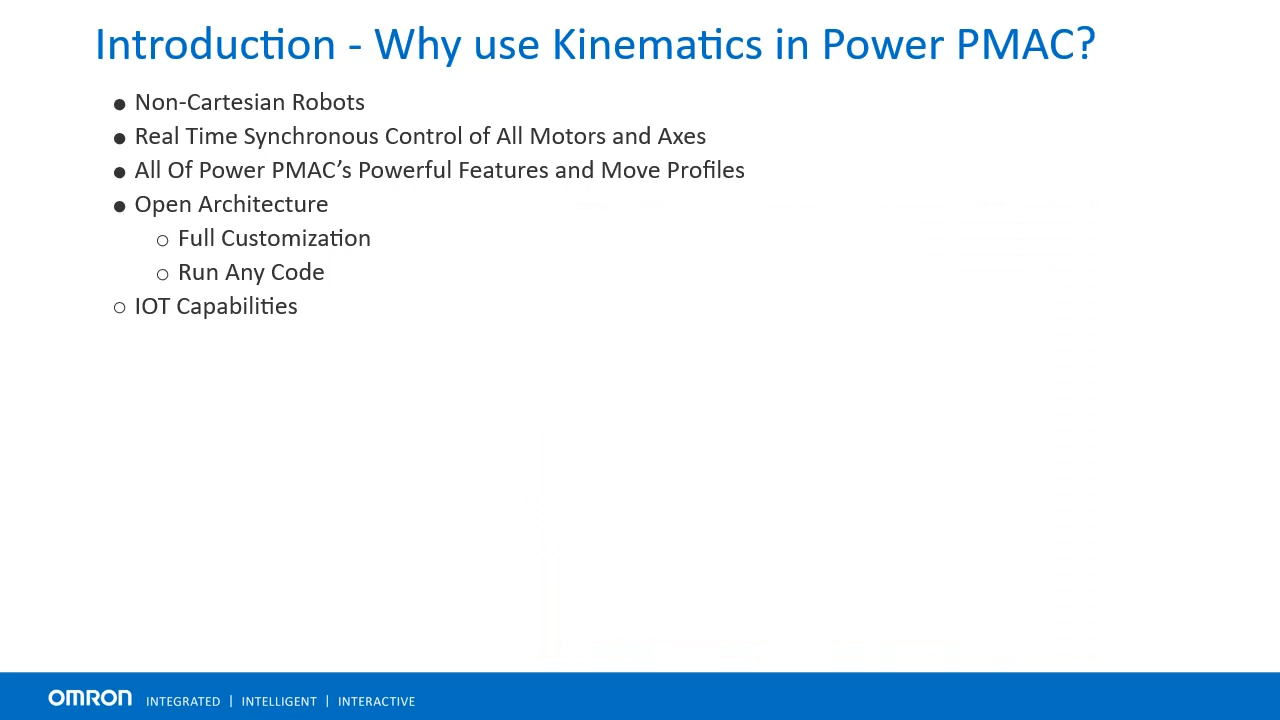 Introduction - Why use Kinematics in Power PMAC?
● Non-Cartesian Robots
● Real Time Synchronous Control of All Motors and Axes
● All Of Power PMAC’s Powerful Features and Move Profiles
● Open Architecture
○ Full Customization
○ Run Any Code
○ IOT Capabilities
OMRON INTEGRATED | INTELLIGENT | INTERACTIVE